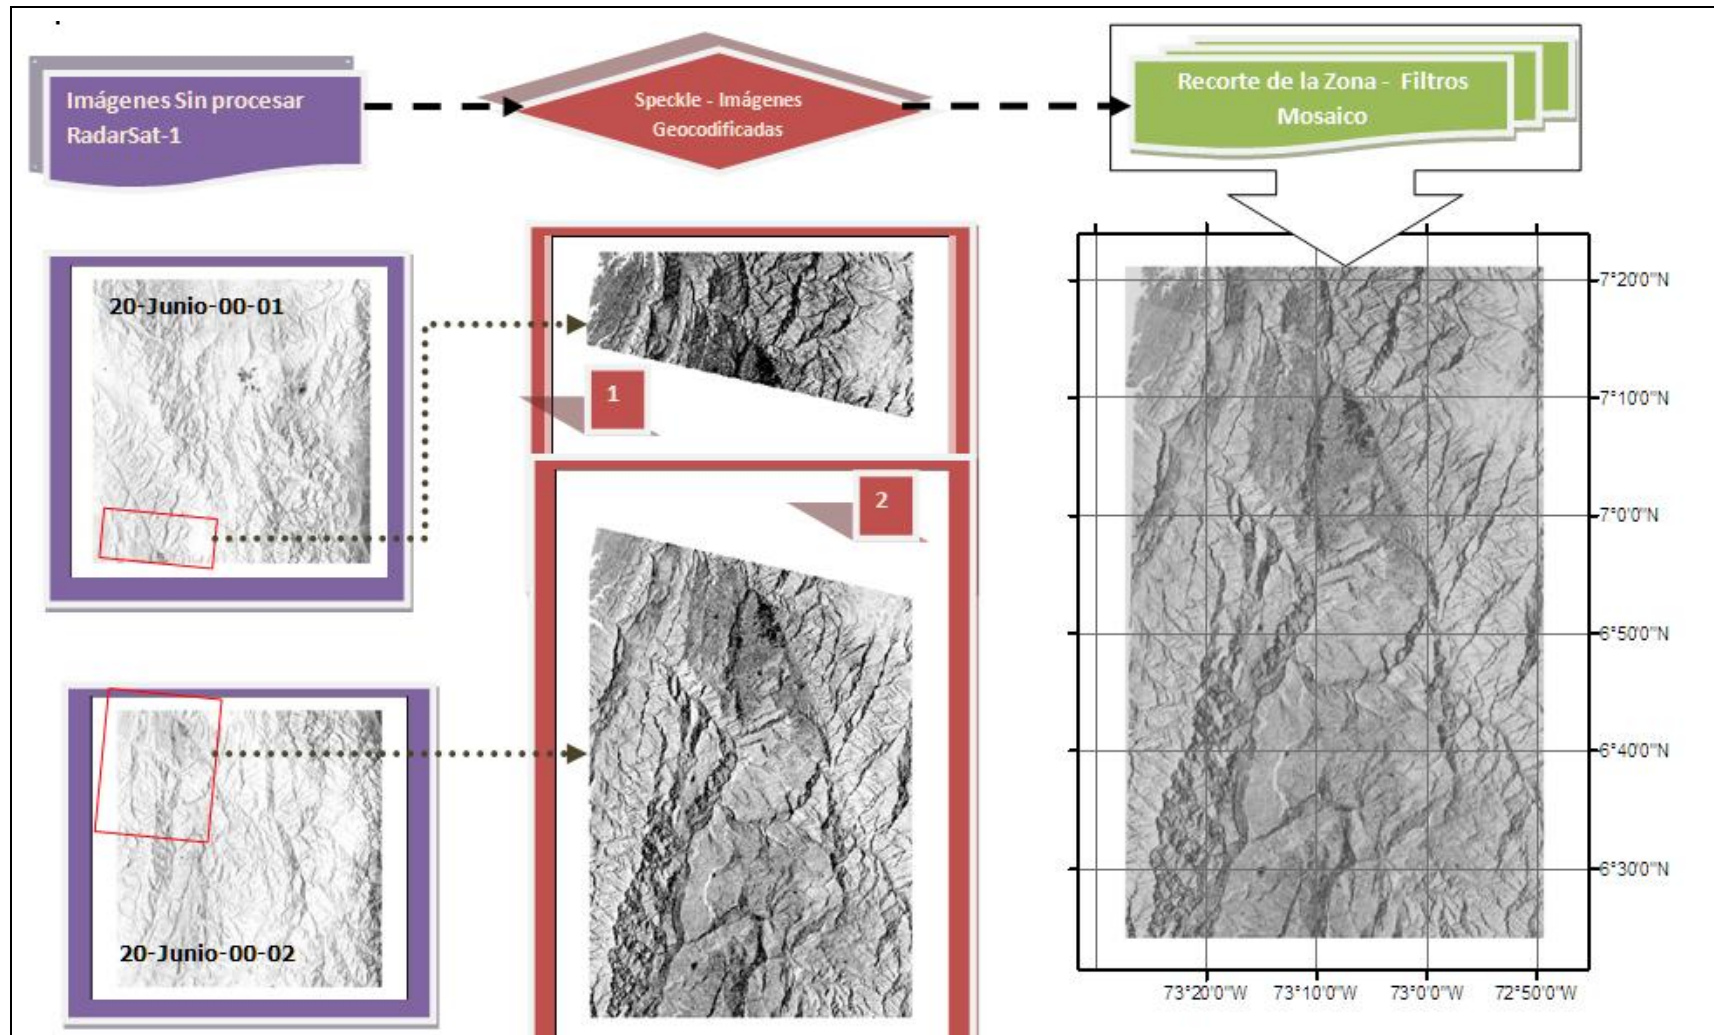 Imágenes Sin procesar
RadarSat-1
Speckle - Imágenes
Geocodificadas
Recorte de la Zona - Filtros
Mosaico
20-Junio-00-01
1
2
20-Junio-00-02
7°20'0"N
7°10'0"N
7°0'0"N
6°50'0"N
6°40'0"N
6°30'0"N
73°20'0"W 73°10'0"W 73°0'0"W 72°50'0"W